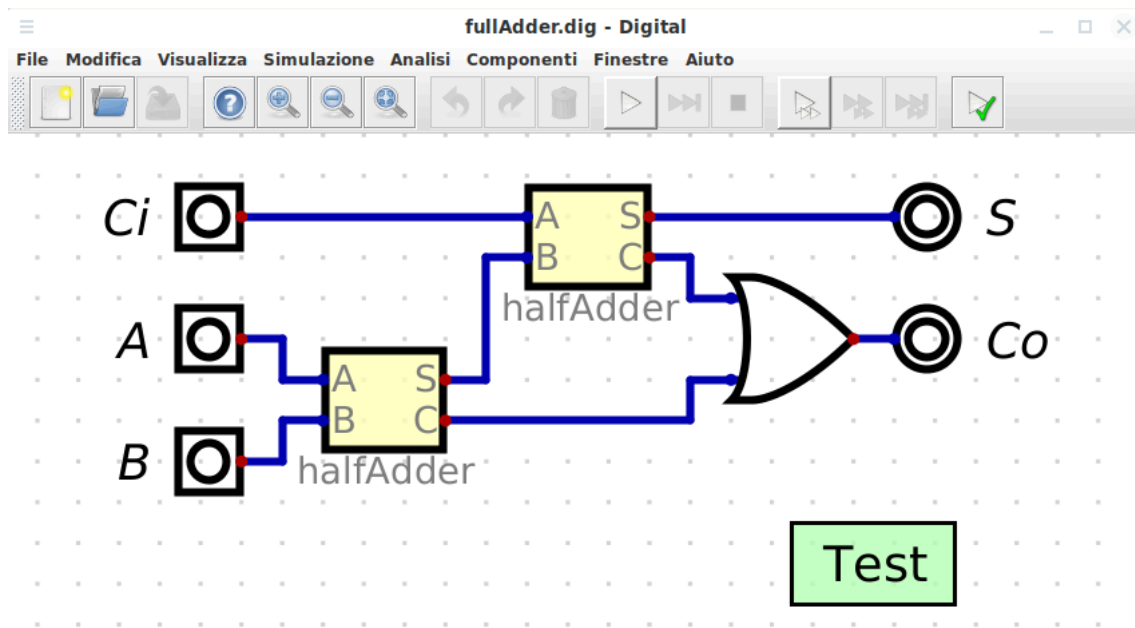 fullAdder.dig - Digital
File Modifica Visualizza Simulazione Analisi Componenti Finestre Aiuto
Ci
A S
B C
halfAdder
S
A
A S
B C
halfAdder
Co
B
Test